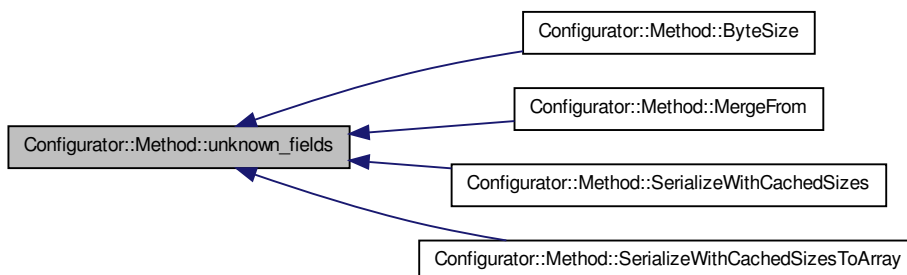 Configurator::Method::ByteSize
Configurator::Method::MergeFrom
Configurator::Method::unknown_fields
Configurator::Method::SerializeWithCachedSizes
Configurator::Method::SerializeWithCachedSizesToArray